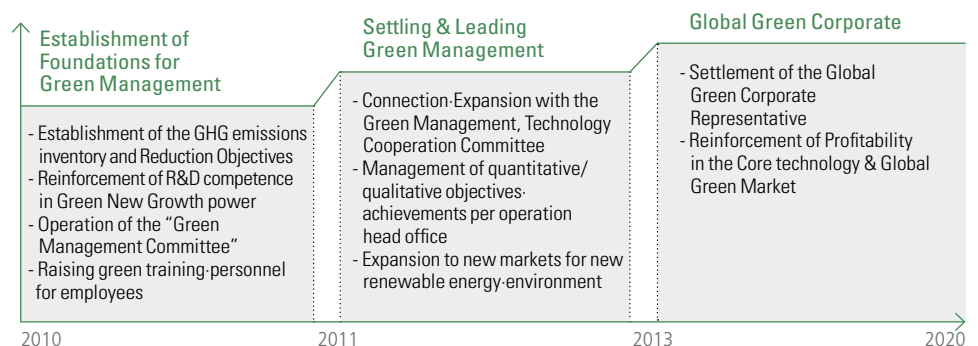 Establishment of
Foundations for
Green Management
- Establishment of the GHG emissions
inventory and Reduction Objectives
- Reinforcement of R&D competence
in Green New Growth power
- Operation of the “Green
Management Committee”
- Raising green training·personnel
for employees
Settling & Leading
Green Management
- Connection·Expansion with the
Green Management, Technology
Cooperation Committee
- Management of quantitative/
qualitative objectives·
achievements per operation
head office
- Expansion to new markets for new
renewable energy·environment
Global Green Corporate
- Settlement of the Global
Green Corporate
Representative
- Reinforcement of Profitability
in the Core technology & Global
Green Market
2010
2011
2013
2020